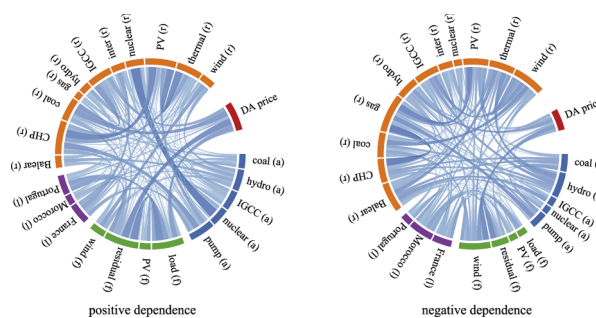 Balear (r)
CHP (r)
coal (r)
gas (r)
hydro (r)
IGCC (r)
inter (r)
nuclear (r)
PV (r)
thermal (r)
wind (r)
DA price
coal (a)
hydro (a)
IGCC (a)
nuclear (a)
pump (a)
load (f)
PV (f)
residual (f)
wind (f)
France (i)
Morocco (i)
Portugal (i)
positive dependence
Balear (r)
CHP (r)
coal (r)
gas (r)
hydro (r)
IGCC (r)
inter (r)
nuclear (r)
PV (r)
thermal (r)
wind (r)
DA price
coal (a)
hydro (a)
IGCC (a)
nuclear (a)
pump (a)
load (f)
PV (f)
residual (f)
wind (f)
France (i)
Morocco (i)
Portugal (i)
negative dependence